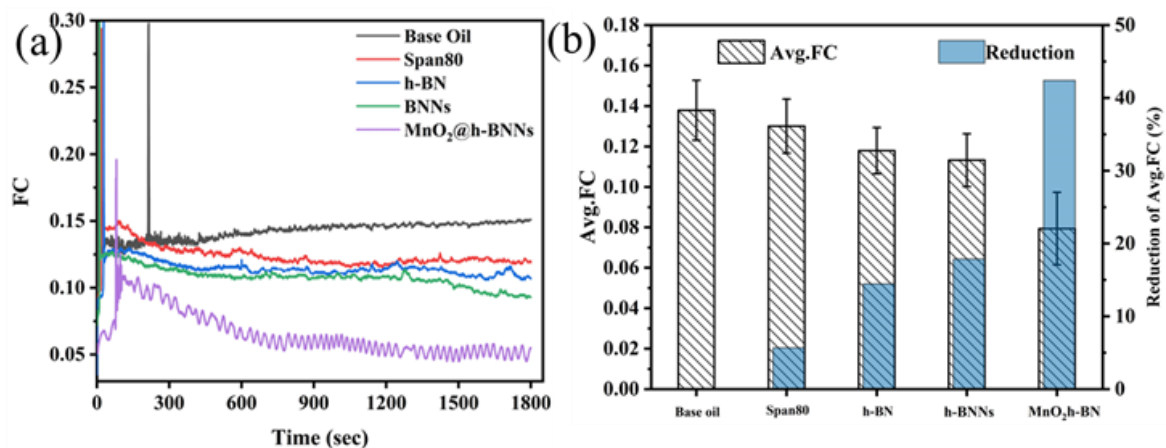 (a)
0.30
0.25
0.20
0.15
0.10
0.05
FC
Base Oil
Span80
h-BN
BNNs
MnO₂@h-BNNs
0 300 600 900 1200 1500 1800
Time (sec)
(b)
0.18
0.16
0.14
0.12
0.10
0.08
0.06
0.04
0.02
0.00
Avg.FC
Avg.FC Reduction
50
40
30
20
10
0
Reduction of Avg.FC (%)
Base oil Span80 h-BN h-BNNs MnO₂h-BN